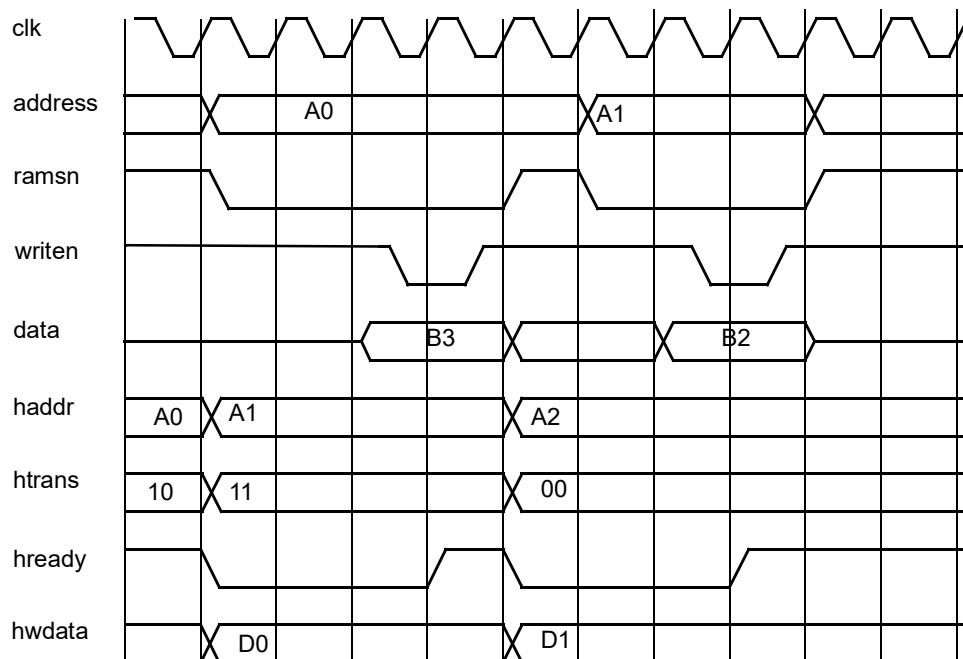 clk
address A0 A1
ramsn
writen
data B3 B2
haddr A0 A1 A2
htrans 10 11 00
hready
hwdata D0 D1